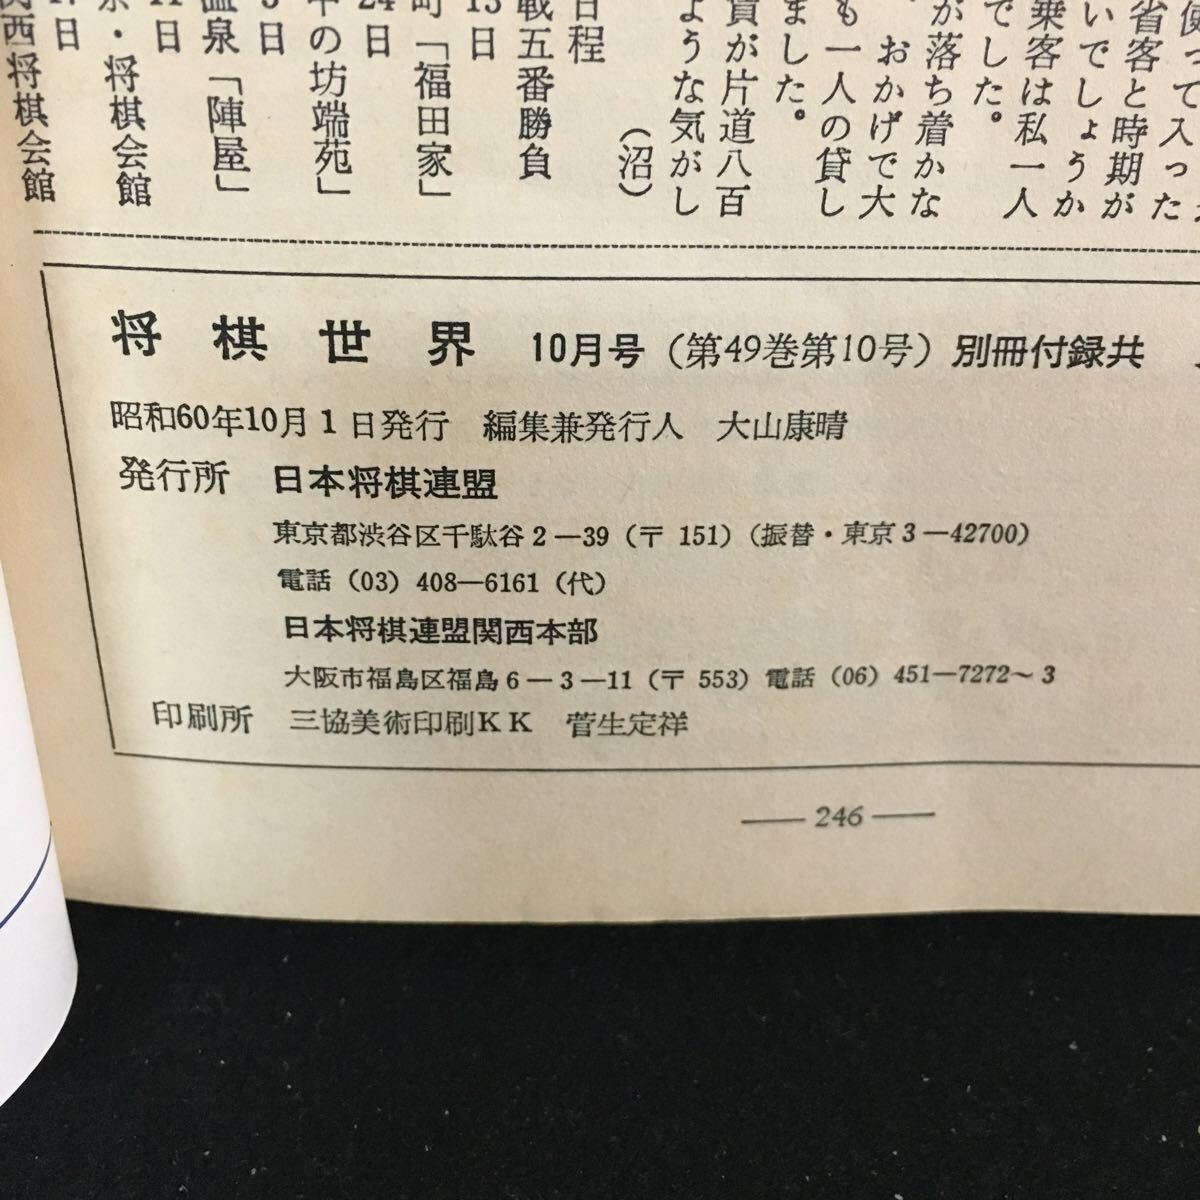 使って入った
省客と時期が
いでしょうか
乗客は私一人
でした。
が落ち着かな
おかげで大
も一人の貸し
ました。
賃が片道八百
ような気がし
（沼）
日程
戦五番勝負
13日
町「福田家」
24日
中の坊瑞苑」
日
温泉「陣屋」
11日
京・将棋会館
17日
関西将棋会館
将棋世界 10月号（第49巻第10号）別冊付録共
昭和60年10月1日発行 編集兼発行人 大山康晴
発行所 日本将棋連盟
東京都渋谷区千駄谷2―39（〒151）（振替・東京3―42700）
電話（03）408―6161（代）
日本将棋連盟関西本部
大阪市福島区福島6―3―11（〒553）電話（06）451―7272～3
印刷所 三協美術印刷KK 菅生定祥
― 246 ―